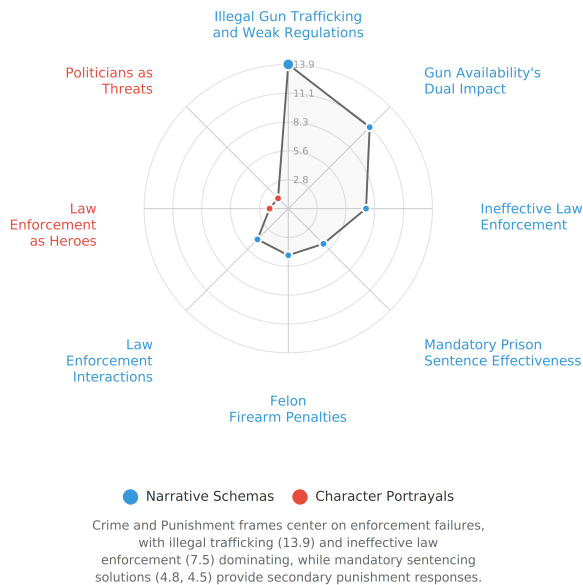 Illegal Gun Trafficking
and Weak Regulations
Politicians as
Threats
Gun Availability's
Dual Impact
13.9
11.1
8.3
5.6
2.8
Law
Enforcement
as Heroes
Ineffective Law
Enforcement
Law
Enforcement
Interactions
Mandatory Prison
Sentence Effectiveness
Felon
Firearm Penalties
Narrative Schemas
Character Portrayals
Crime and Punishment frames center on enforcement failures,
with illegal trafficking (13.9) and ineffective law
enforcement (7.5) dominating, while mandatory sentencing
solutions (4.8, 4.5) provide secondary punishment responses.